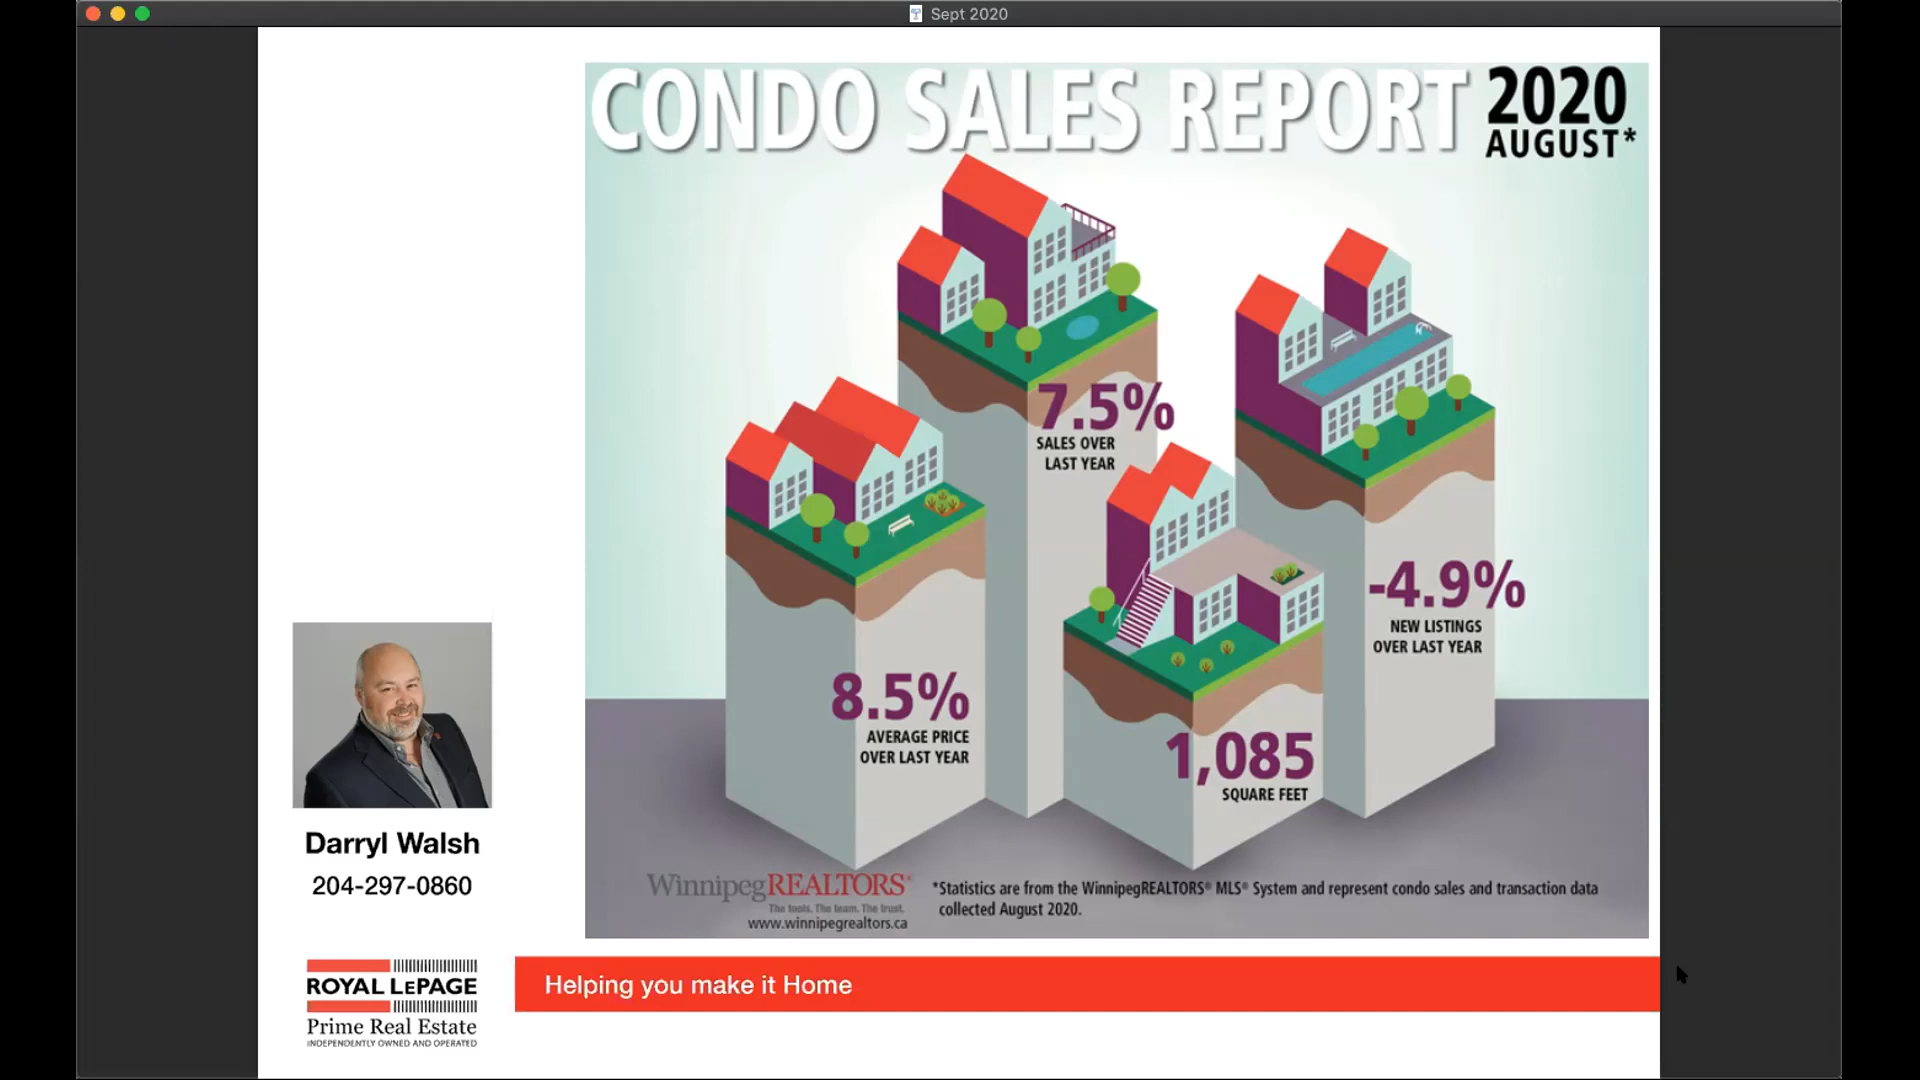 Sept 2020
CONDO SALES REPORT 2020
AUGUST*
7.5%
SALES OVER
LAST YEAR
-4.9%
NEW LISTINGS
OVER LAST YEAR
8.5%
AVERAGE PRICE
OVER LAST YEAR
1,085
SQUARE FEET
WinnipegREALTORS®
The tools. The team. The trust.
www.winnipegrealtors.ca
*Statistics are from the WinnipegREALTORS® MLS® System and represent condo sales and transaction data
collected August 2020.
Darryl Walsh
204-297-0860
ROYAL LEPAGE
Prime Real Estate
INDEPENDENTLY OWNED AND OPERATED
Helping you make it Home